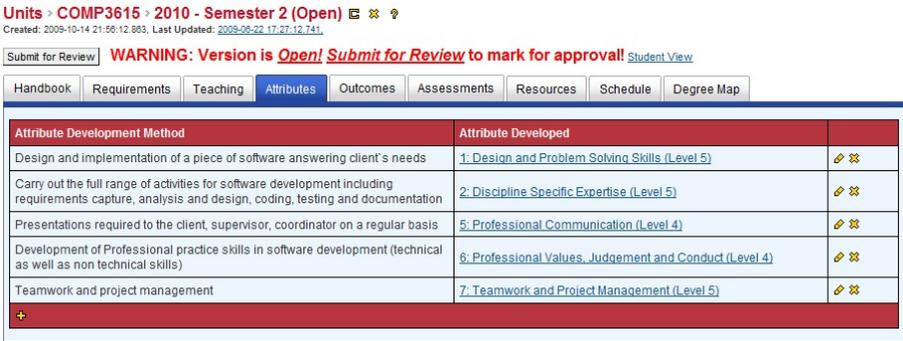 Units > COMP3615 > 2010 - Semester 2 (Open)
Created: 2009-10-14 21:56:12.863, Last Updated: 2009-06-22 17:27:12.741,
Submit for Review WARNING: Version is Open! Submit for Review to mark for approval! Student View
Handbook Requirements Teaching Attributes Outcomes Assessments Resources Schedule Degree Map
Attribute Development Method Attribute Developed
Design and implementation of a piece of software answering client`s needs 1: Design and Problem Solving Skills (Level 5)
Carry out the full range of activities for software development including
requirements capture, analysis and design, coding, testing and documentation 2: Discipline Specific Expertise (Level 5)
Presentations required to the client, supervisor, coordinator on a regular basis 5: Professional Communication (Level 4)
Development of Professional practice skills in software development (technical
as well as non technical skills) 6: Professional Values, Judgement and Conduct (Level 4)
Teamwork and project management 7: Teamwork and Project Management (Level 5)